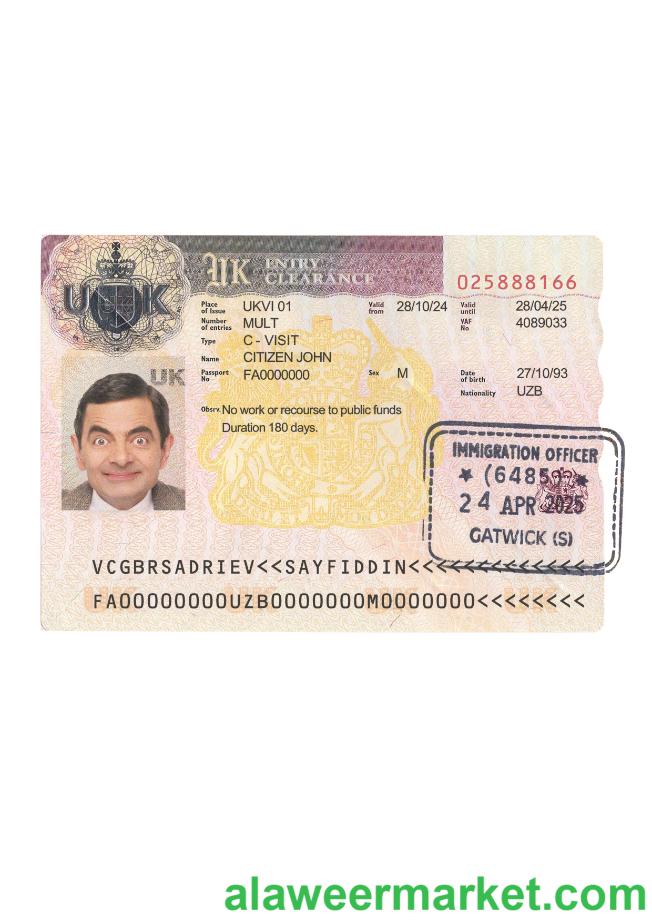 UK ENTRY CLEARANCE
025888166
UK
Place of Issue UKVI 01 Valid from 28/10/24 Valid until 28/04/25
Number of entries MULT VAF No 4089033
Type C - VISIT
Name CITIZEN JOHN
Passport No FA0000000 Sex M Date of birth 27/10/93
Nationality UZB
UK
Observ. No work or recourse to public funds
Duration 180 days.
IMMIGRATION OFFICER
24 APR 2025
GATWICK (S)
VCGBRSADRIEV<<SAYFIDDIN<<<<<<<<<<<<<
FA00000000UZB0000000M0000000<<<<<<<<
alaweermarket.com